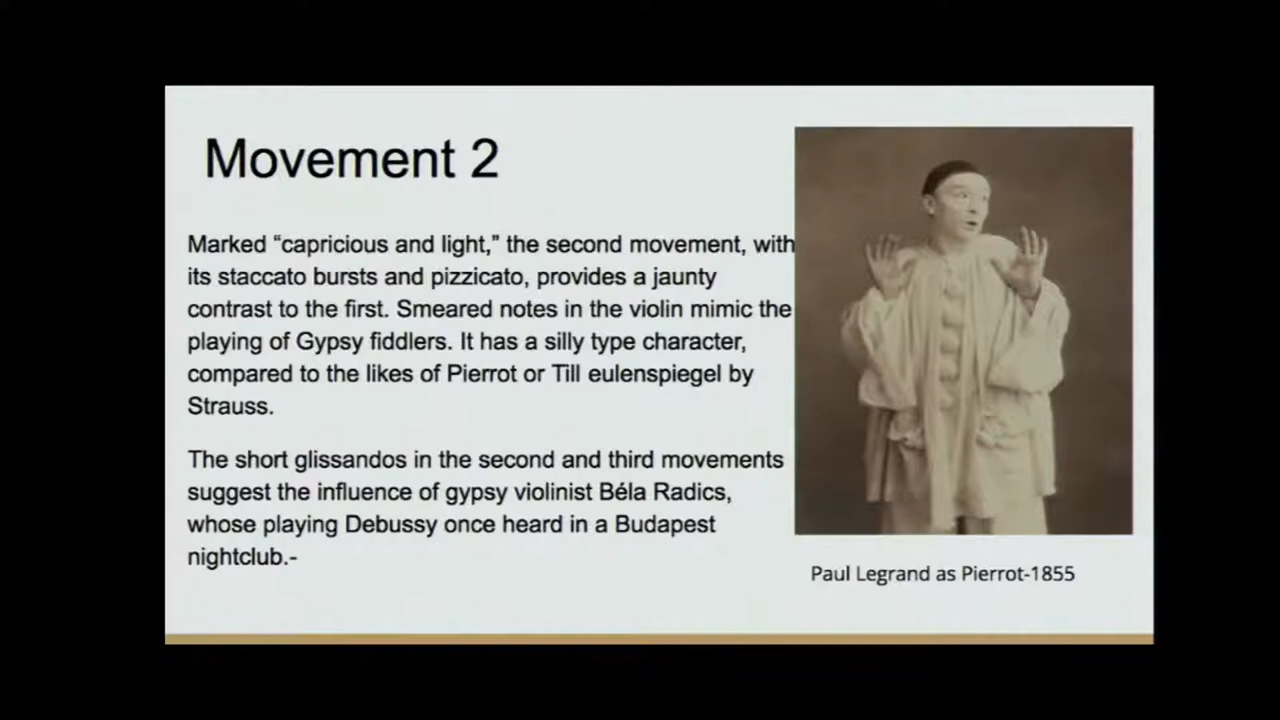 Movement 2
Marked “capricious and light,” the second movement, with
its staccato bursts and pizzicato, provides a jaunty
contrast to the first. Smeared notes in the violin mimic the
playing of Gypsy fiddlers. It has a silly type character,
compared to the likes of Pierrot or Till eulenspiegel by
Strauss.
The short glissandos in the second and third movements
suggest the influence of gypsy violinist Béla Radics,
whose playing Debussy once heard in a Budapest
nightclub.-
Paul Legrand as Pierrot-1855